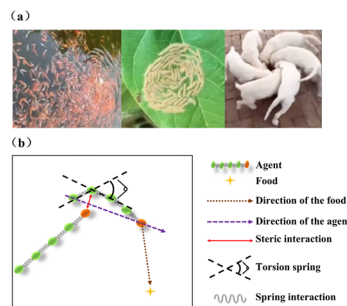 (a)
(b)
Agent
Food
Direction of the food
Direction of the agen
Steric interaction
Torsion spring
Spring interaction